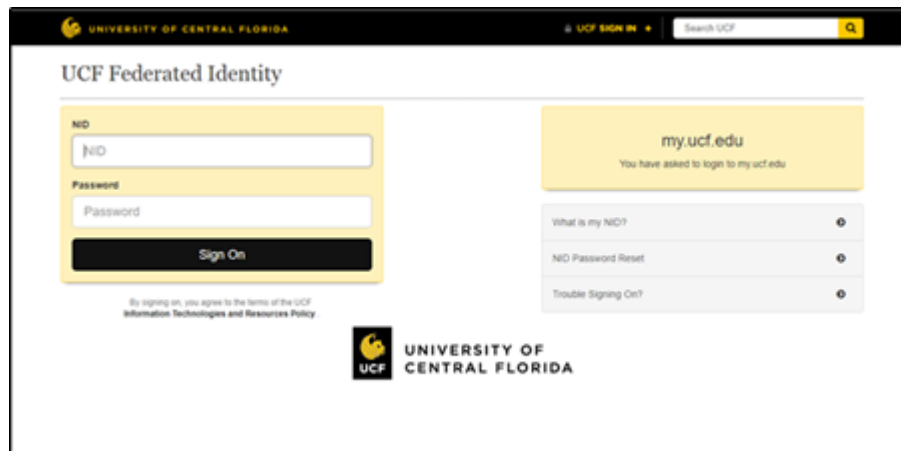 UNIVERSITY OF CENTRAL FLORIDA
UCF SIGN IN +
Search UCF
UCF Federated Identity
NID
NID
Password
Password
Sign On
By signing on, you agree to the terms of the UCF
Information Technologies and Resources Policy
my.ucf.edu
You have asked to login to my.ucf.edu
What is my NID?
NID Password Reset
Trouble Signing On?
UCF
UNIVERSITY OF
CENTRAL FLORIDA